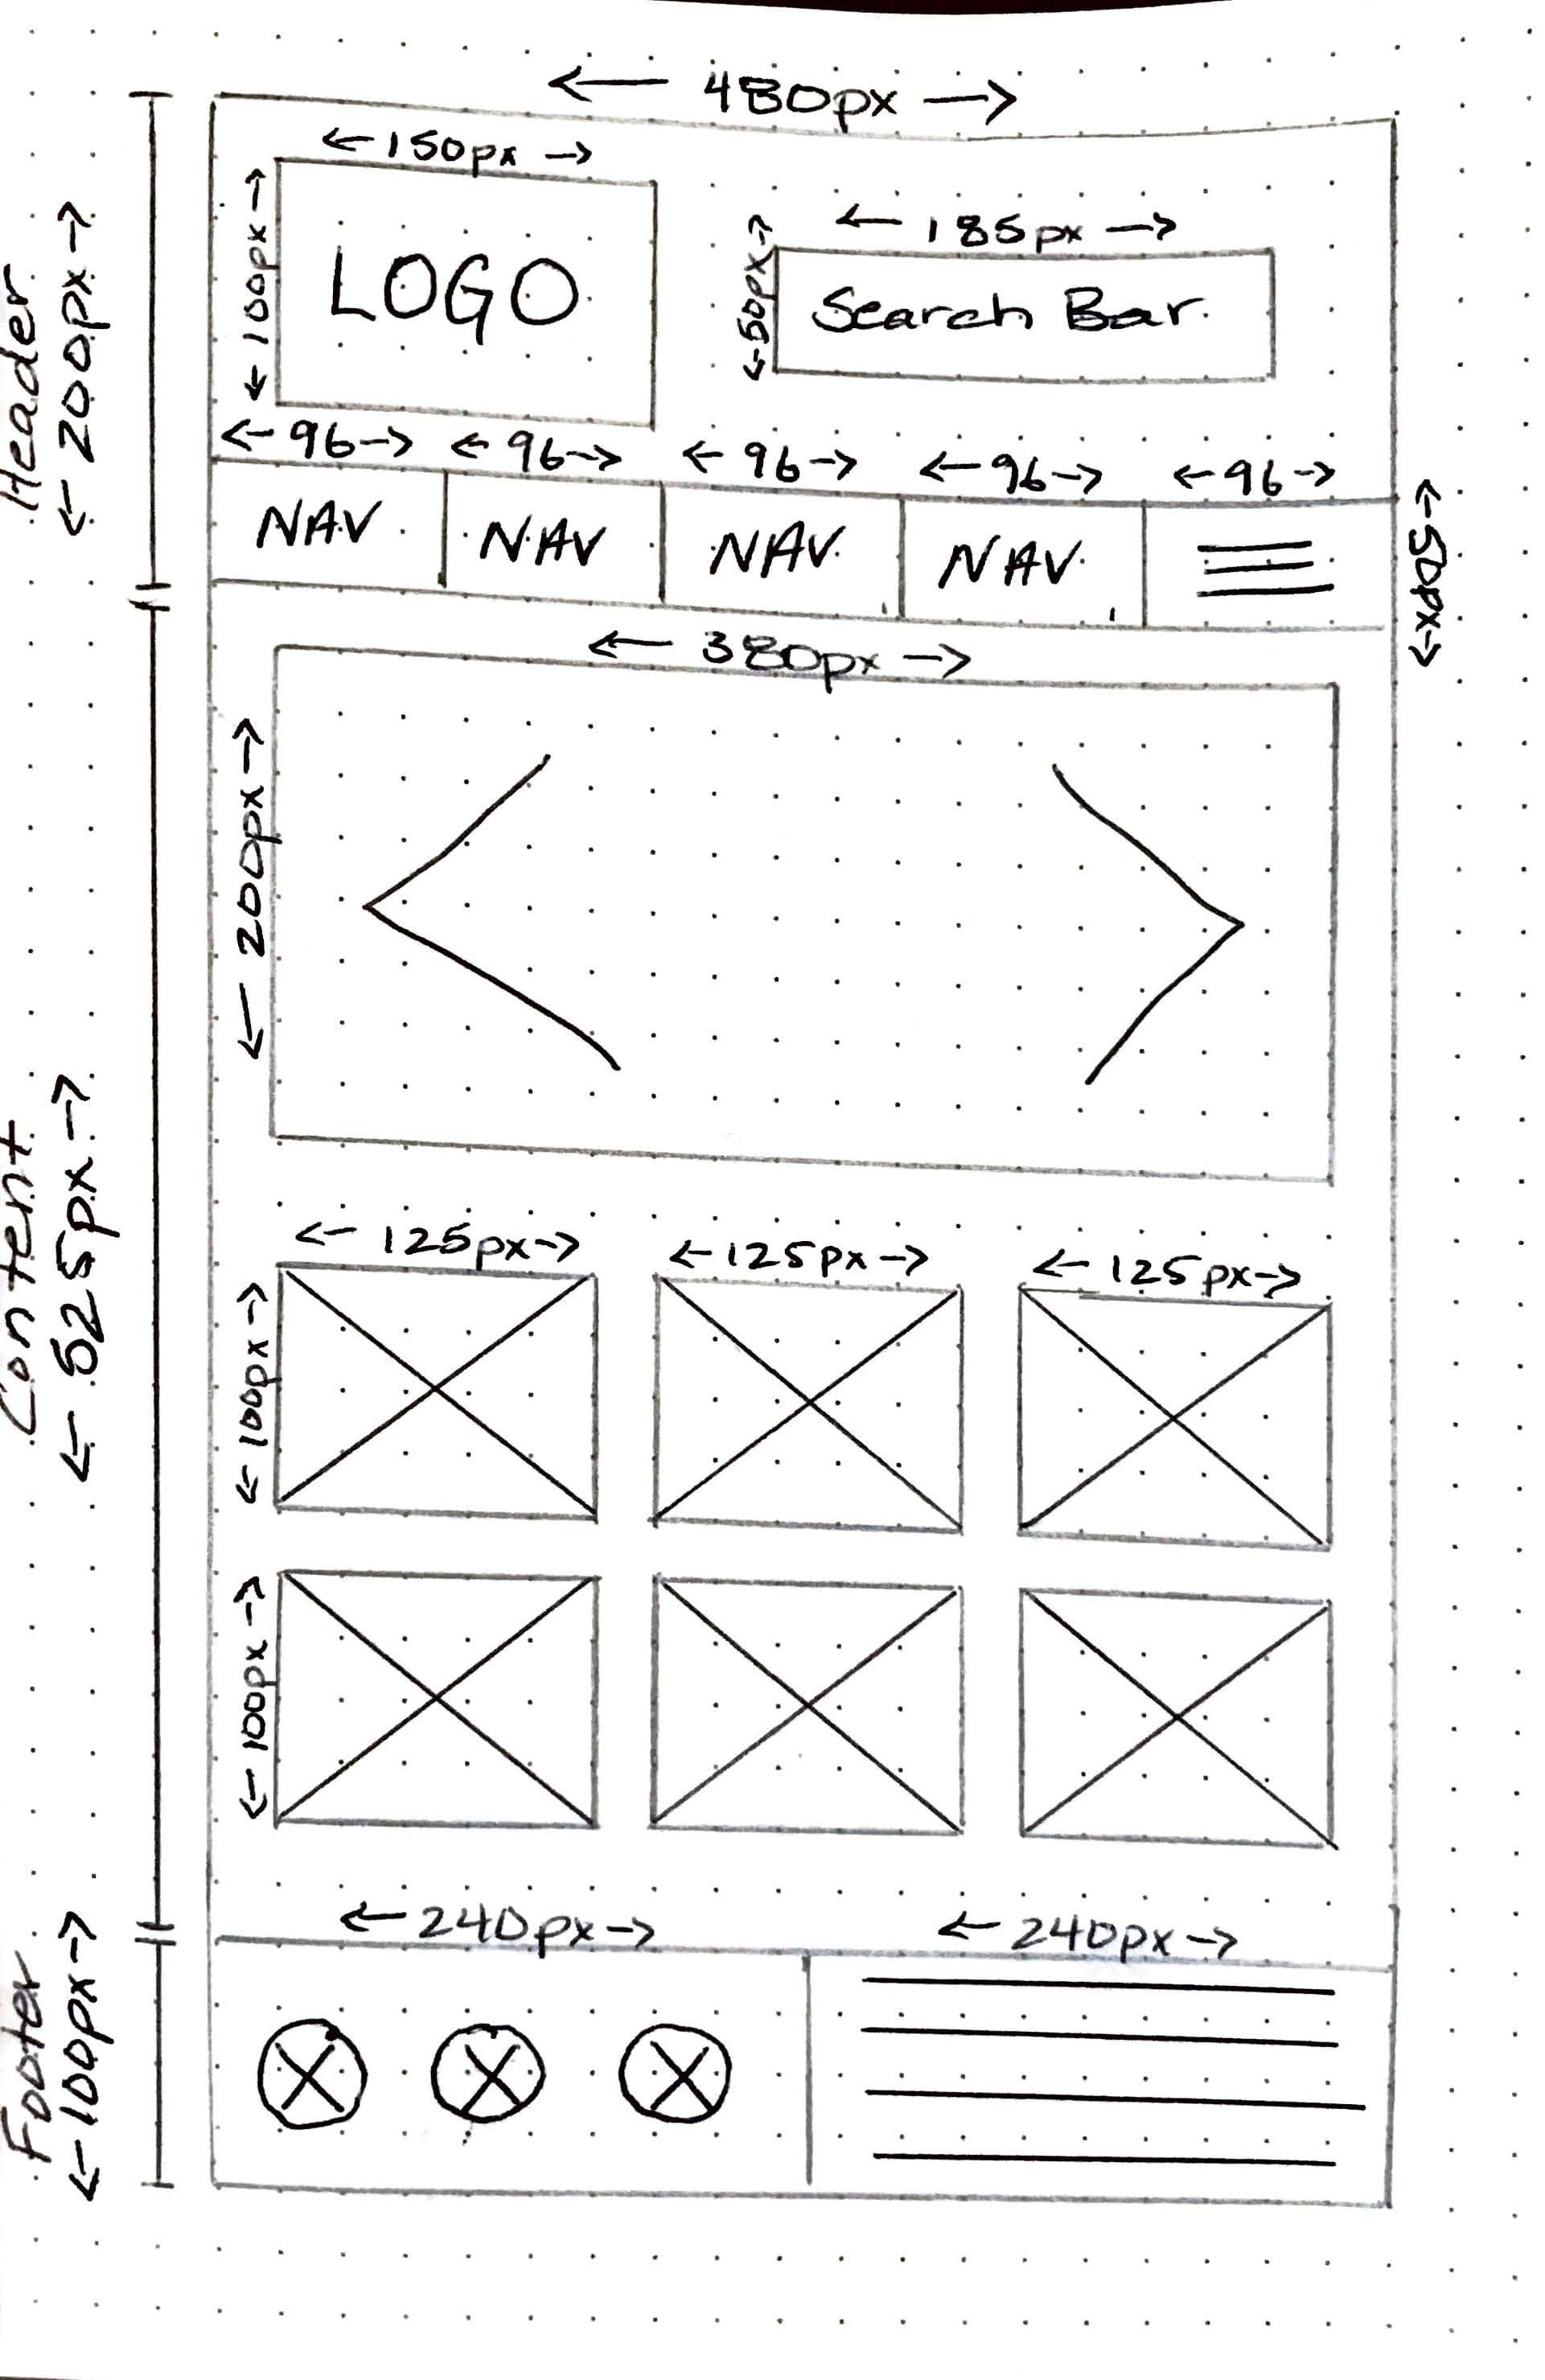 ← 480px →
← 150px →
← 100px →
LOGO
← 185px →
← 50px →
Search Bar
Header
← 200px →
← 96 → ← 96 → ← 96 → ← 96 → ← 96 →
NAV NAV NAV NAV
← 50px →
← 380px →
← 200px →
Content
← 525px →
← 125px → ← 125px → ← 125px →
← 100px →
← 100px →
← 240px → ← 240px →
Footer
← 100px →